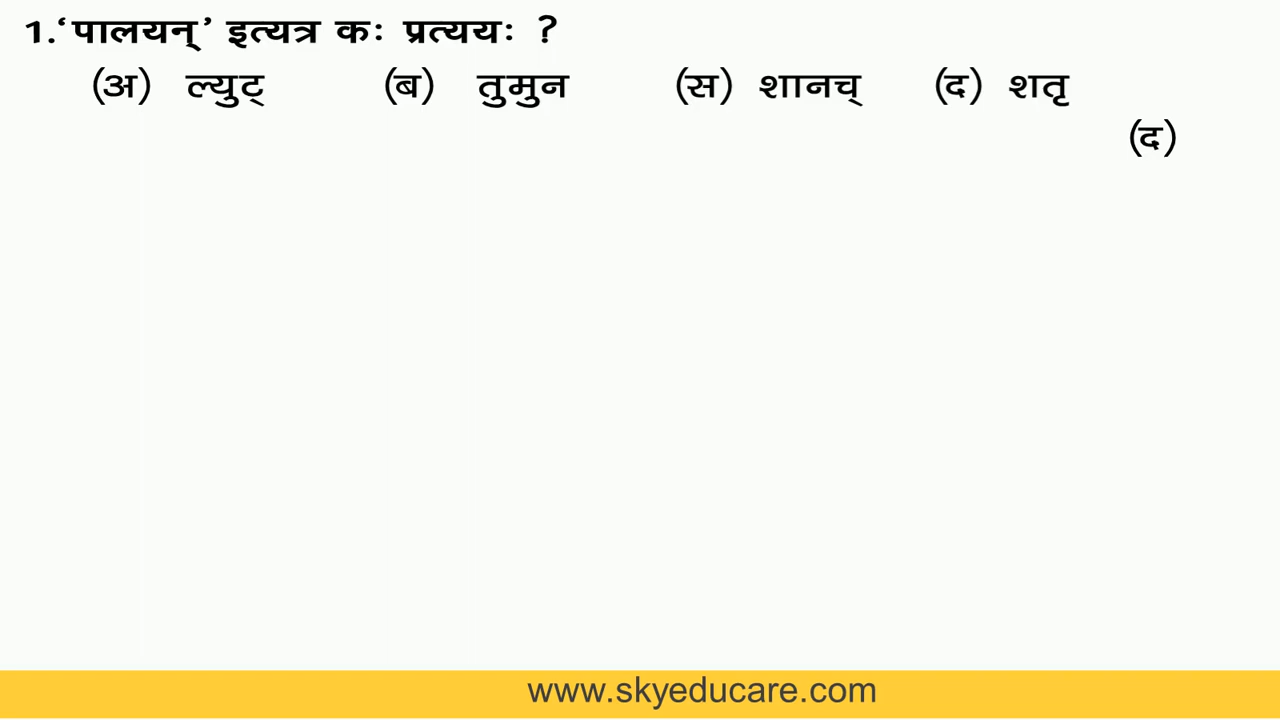 1.‘पालयन्’ इत्यत्र कः प्रत्ययः ?
(अ) ल्युट् (ब) तुमुन (स) शानच् (द) शतृ
(द)
www.skyeducare.com